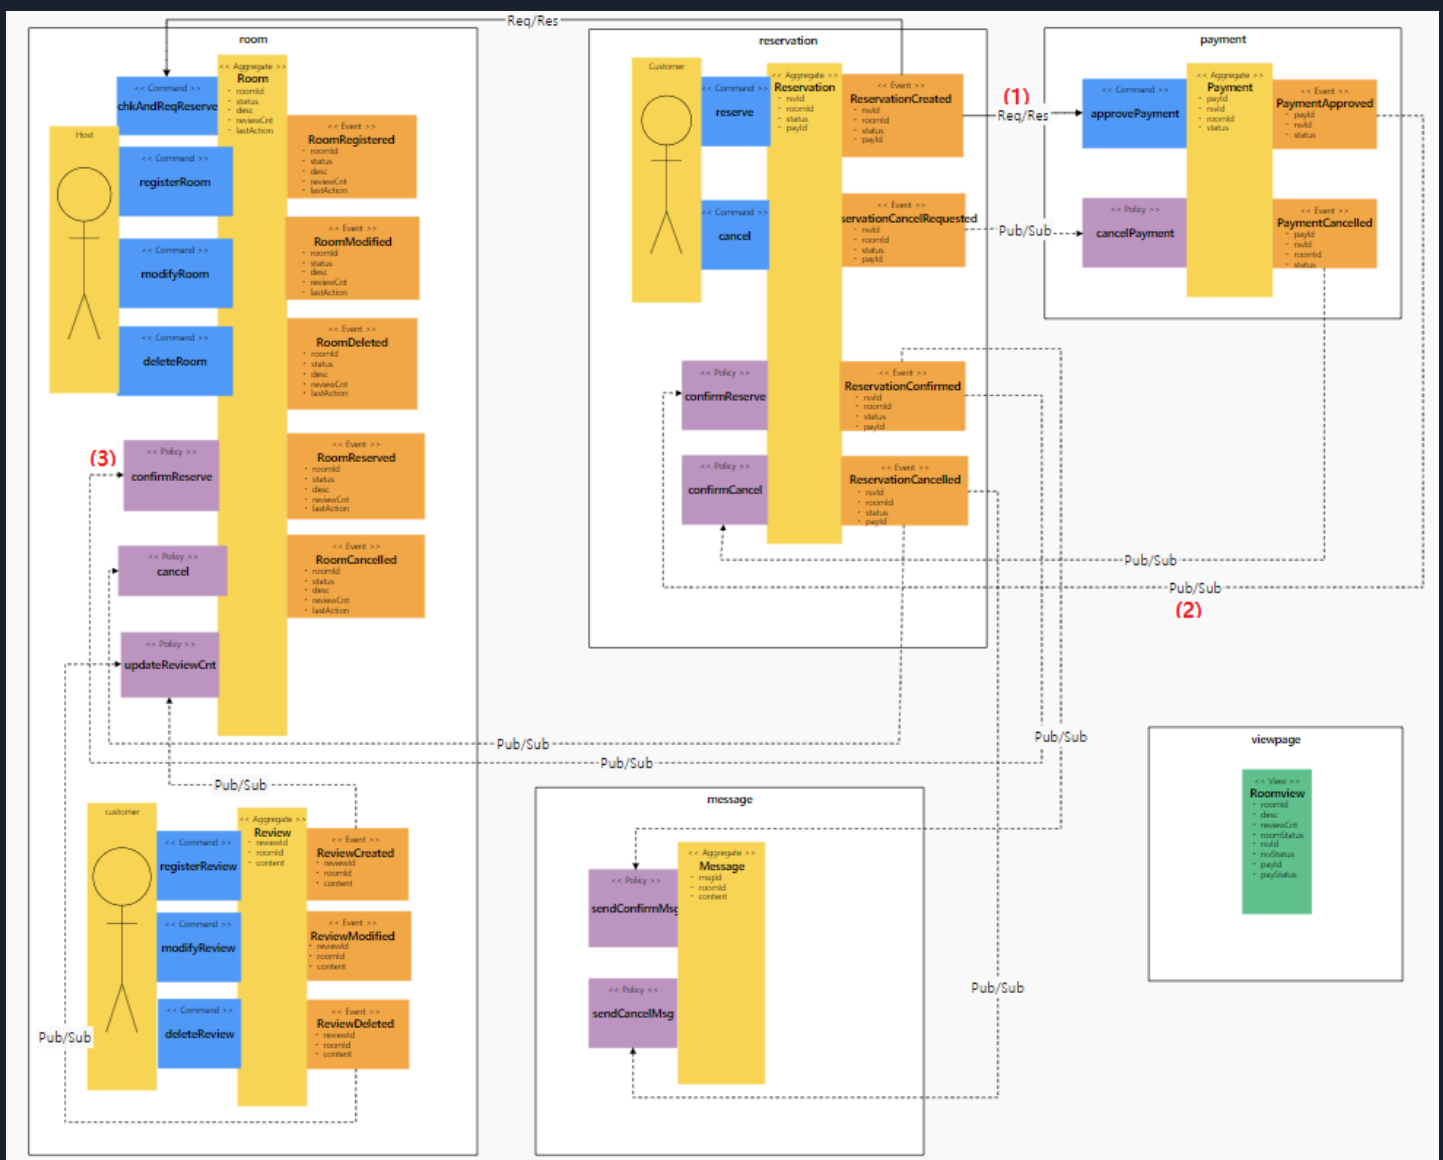 Req/Res
room
<< Command >>
chkAndReqReserve
Host
<< Command >>
registerRoom
<< Command >>
modifyRoom
<< Command >>
deleteRoom
(3)
<< Policy >>
confirmReserve
<< Policy >>
cancel
<< Policy >>
updateReviewCnt
<< Aggregate >>
Room
roomId
status
desc
reviewCnt
lastAction
<< Event >>
RoomRegistered
roomId
status
desc
reviewCnt
lastAction
<< Event >>
RoomModified
roomId
status
desc
reviewCnt
lastAction
<< Event >>
RoomDeleted
roomId
status
desc
reviewCnt
lastAction
<< Event >>
RoomReserved
roomId
status
desc
reviewCnt
lastAction
<< Event >>
RoomCancelled
roomId
status
desc
reviewCnt
lastAction
Pub/Sub
customer
<< Command >>
registerReview
<< Command >>
modifyReview
<< Command >>
deleteReview
Pub/Sub
<< Aggregate >>
Review
reviewId
roomId
content
<< Event >>
ReviewCreated
reviewId
roomId
content
<< Event >>
ReviewModified
reviewId
roomId
content
<< Event >>
ReviewDeleted
reviewId
roomId
content
reservation
Customer
<< Command >>
reserve
<< Command >>
cancel
<< Policy >>
confirmReserve
<< Policy >>
confirmCancel
<< Aggregate >>
Reservation
rsvId
roomId
status
payId
<< Event >>
ReservationCreated
rsvId
roomId
status
payId
<< Event >>
servationCancelRequested
rsvId
roomId
status
payId
<< Event >>
ReservationConfirmed
rsvId
roomId
status
payId
<< Event >>
ReservationCancelled
rsvId
roomId
status
payId
(1)
Req/Res
Pub/Sub
payment
<< Command >>
approvePayment
<< Policy >>
cancelPayment
<< Aggregate >>
Payment
payId
rsvId
roomId
status
<< Event >>
PaymentApproved
payId
rsvId
status
<< Event >>
PaymentCancelled
payId
rsvId
roomId
status
Pub/Sub
Pub/Sub
(2)
Pub/Sub
Pub/Sub
Pub/Sub
message
<< Policy >>
sendConfirmMsg
<< Policy >>
sendCancelMsg
<< Aggregate >>
Message
msgId
roomId
content
Pub/Sub
viewpage
<< View >>
Roomview
roomId
desc
reviewCnt
roomStatus
rsvId
rsvStatus
payId
payStatus